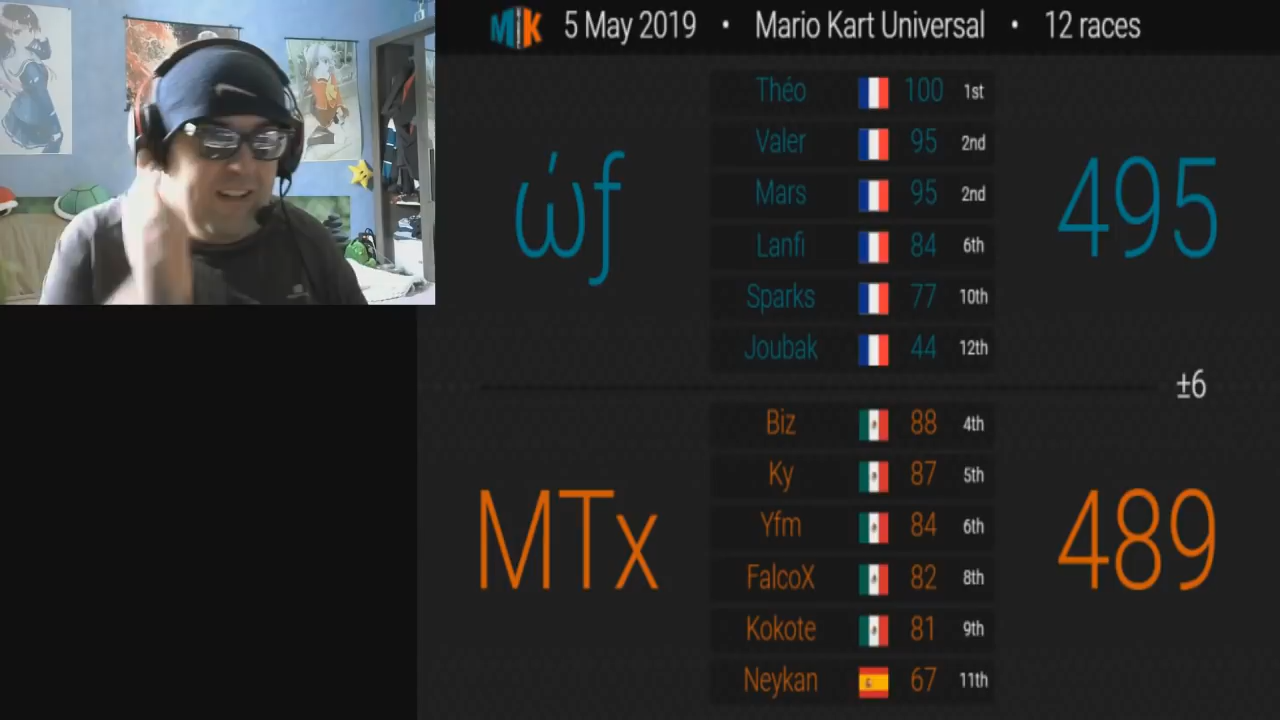 MK 5 May 2019 • Mario Kart Universal • 12 races
ώƒ 495
Théo 100 1st
Valer 95 2nd
Mars 95 2nd
Lanfi 84 6th
Sparks 77 10th
Joubak 44 12th
±6
MTx 489
Biz 88 4th
Ky 87 5th
Yfm 84 6th
FalcoX 82 8th
Kokote 81 9th
Neykan 67 11th